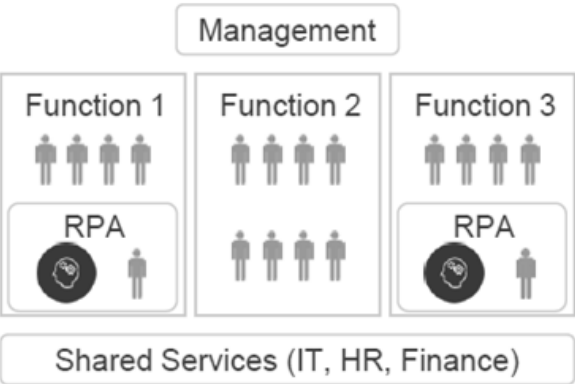 Management
Function 1
Function 2
Function 3
RPA
RPA
Shared Services (IT, HR, Finance)